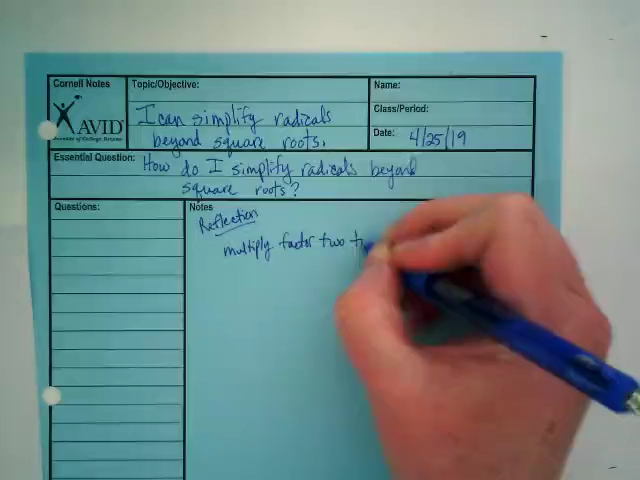 Cornell Notes
Topic/Objective:
Name:
I can simplify radicals
beyond square roots.
Class/Period:
AVID
Date: 4/25/19
Essential Question: How do I simplify radicals beyond
square roots?
Questions:
Notes
Reflection
multiply factor two